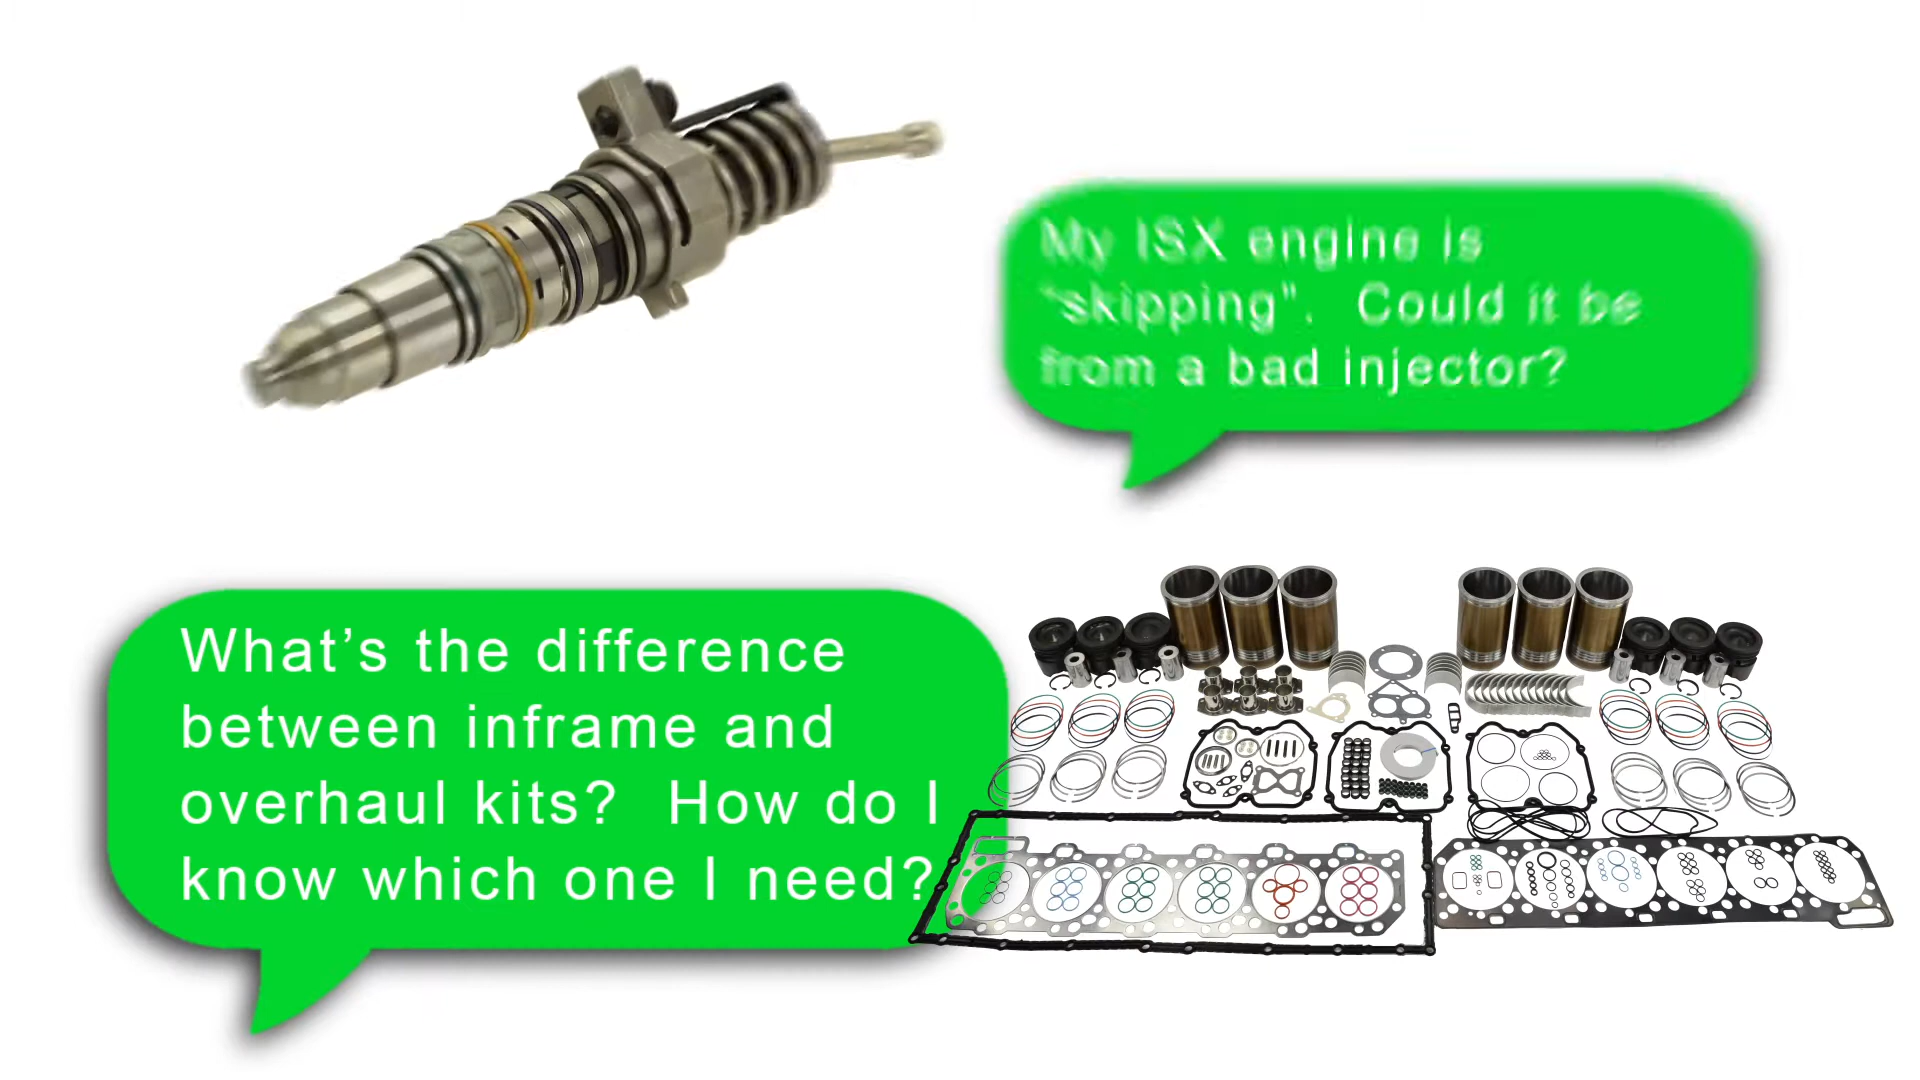 My ISX engine is
"skipping".  Could it be
from a bad injector?
What’s the difference
between inframe and
overhaul kits?  How do I
know which one I need?